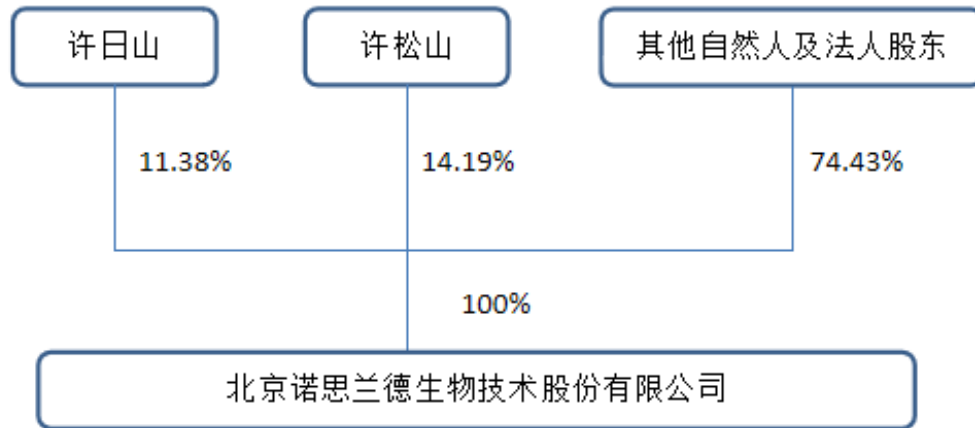 许日山
许松山
其他自然人及法人股东
11.38%
14.19%
74.43%
100%
北京诺思兰德生物技术股份有限公司